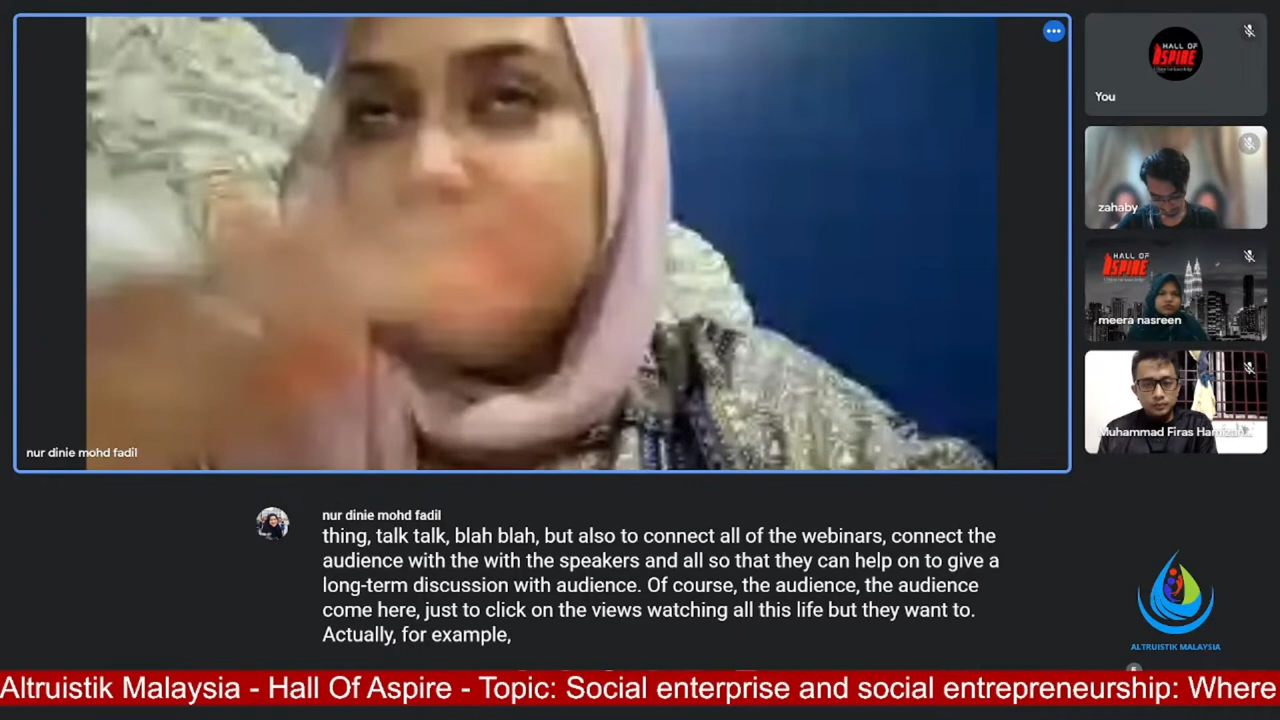 HALL OF
ASPIRE
You
zahaby
HALL OF
ASPIRE
meera nasreen
Muhammad Firas Hamizan...
nur dinie mohd fadil
nur dinie mohd fadil
thing, talk talk, blah blah, but also to connect all of the webinars, connect the
audience with the with the speakers and all so that they can help on to give a
long-term discussion with audience. Of course, the audience, the audience
come here, just to click on the views watching all this life but they want to.
Actually, for example,
ALTRUISTIK MALAYSIA
Altruistik Malaysia - Hall Of Aspire - Topic: Social enterprise and social entrepreneurship: Where